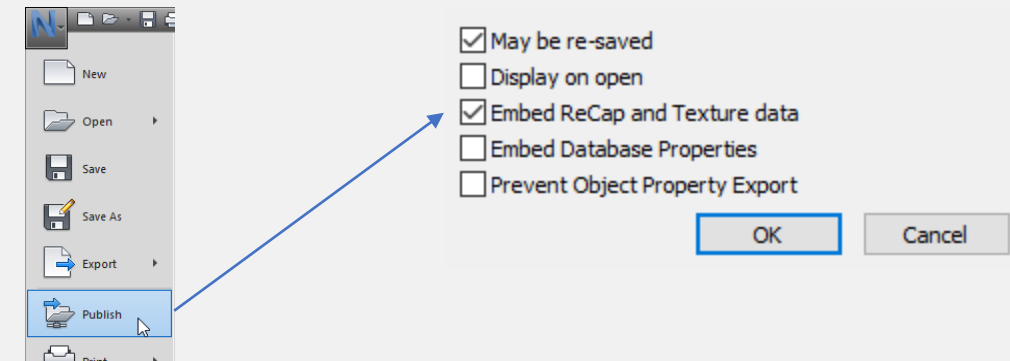 N
New
Open
Save
Save As
Export
Publish
Print
May be re-saved
Display on open
Embed ReCap and Texture data
Embed Database Properties
Prevent Object Property Export
OK
Cancel